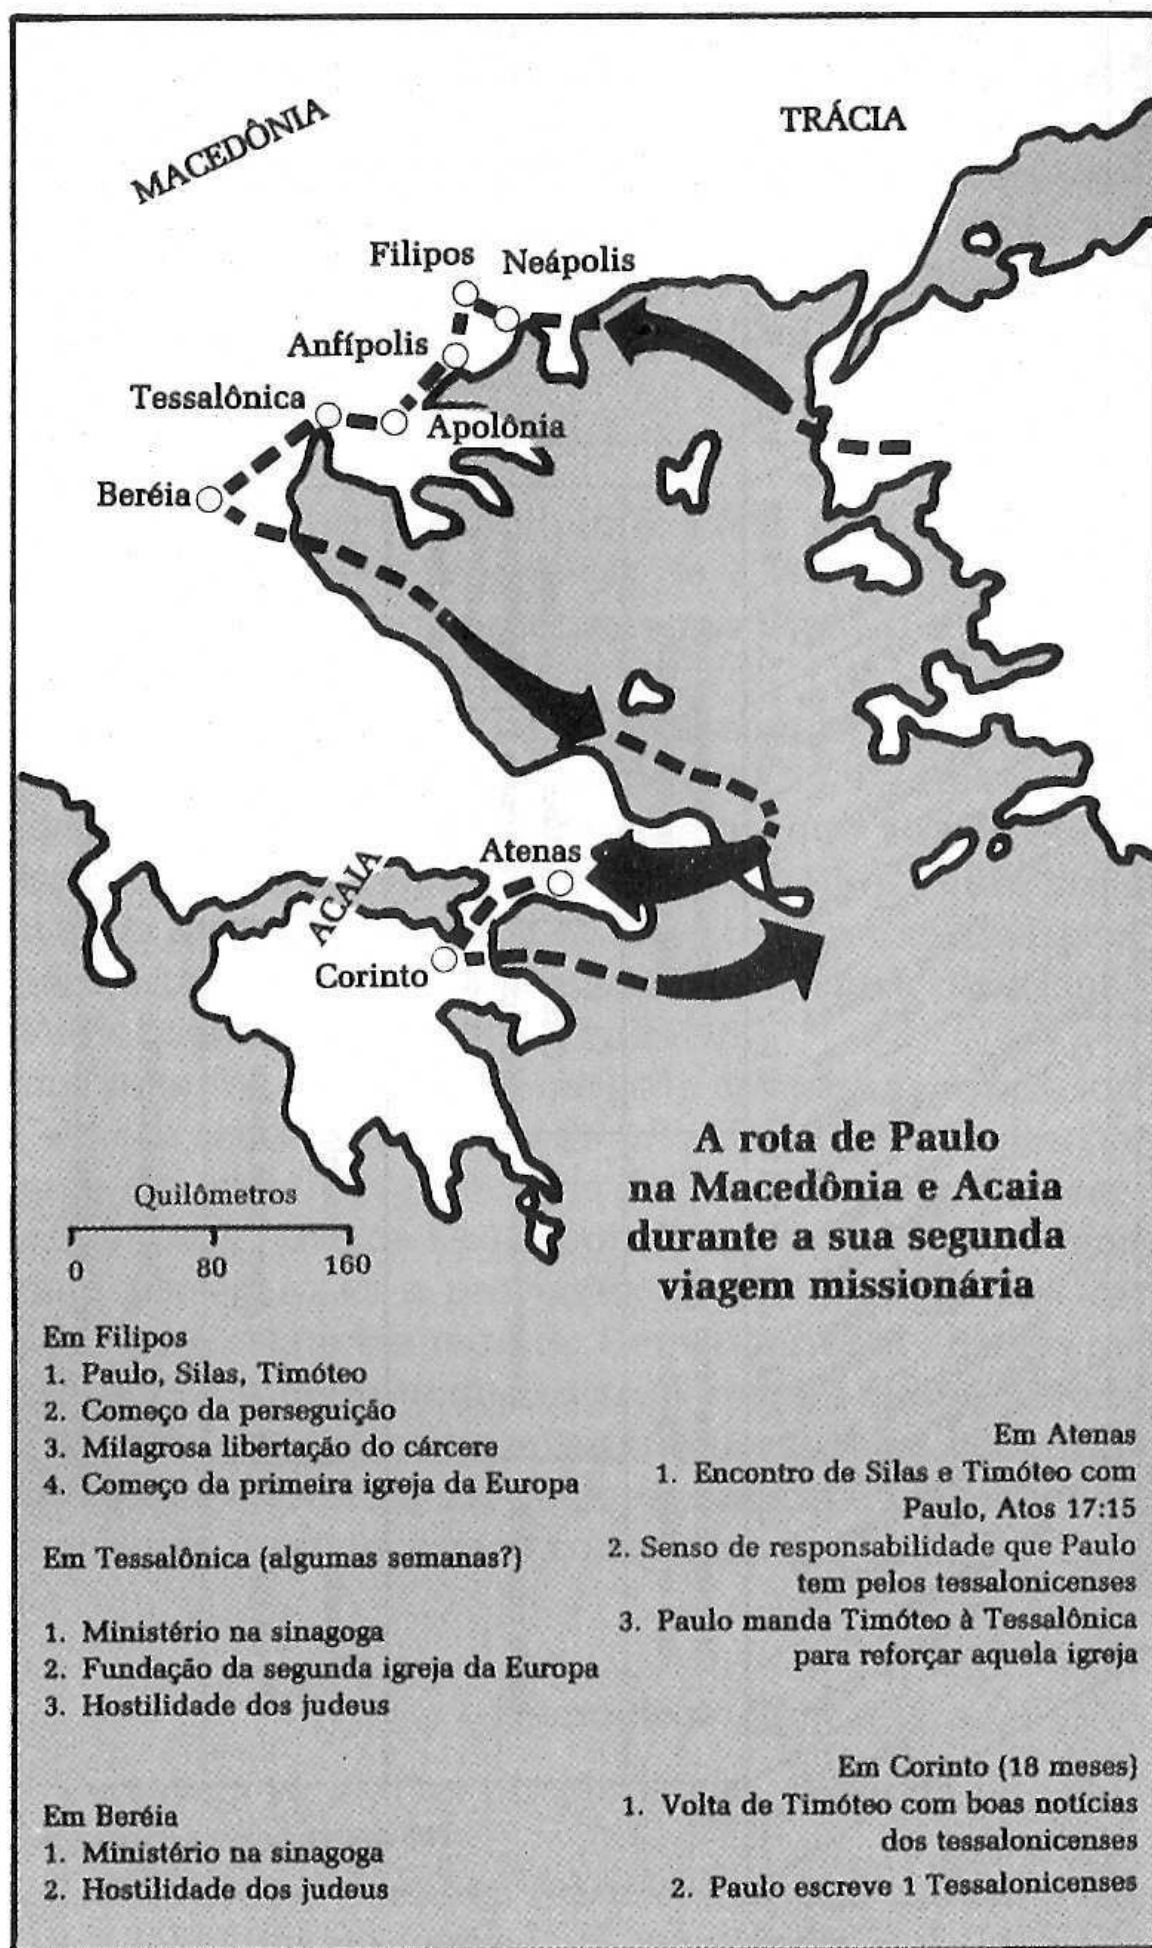 MACEDÔNIA
TRÁCIA
Filipos
Neápolis
Anfípolis
Tessalônica
Apolônia
Beréia
Atenas
ACAIA
Corinto
A rota de Paulo
na Macedônia e Acaia
durante a sua segunda
viagem missionária
Quilômetros
0 80 160
Em Filipos
1. Paulo, Silas, Timóteo
2. Começo da perseguição
3. Milagrosa libertação do cárcere
4. Começo da primeira igreja da Europa
Em Tessalônica (algumas semanas?)
1. Ministério na sinagoga
2. Fundação da segunda igreja da Europa
3. Hostilidade dos judeus
Em Beréia
1. Ministério na sinagoga
2. Hostilidade dos judeus
Em Atenas
1. Encontro de Silas e Timóteo com
Paulo, Atos 17:15
2. Senso de responsabilidade que Paulo
tem pelos tessalonicenses
3. Paulo manda Timóteo à Tessalônica
para reforçar aquela igreja
Em Corinto (18 meses)
1. Volta de Timóteo com boas notícias
dos tessalonicenses
2. Paulo escreve 1 Tessalonicenses